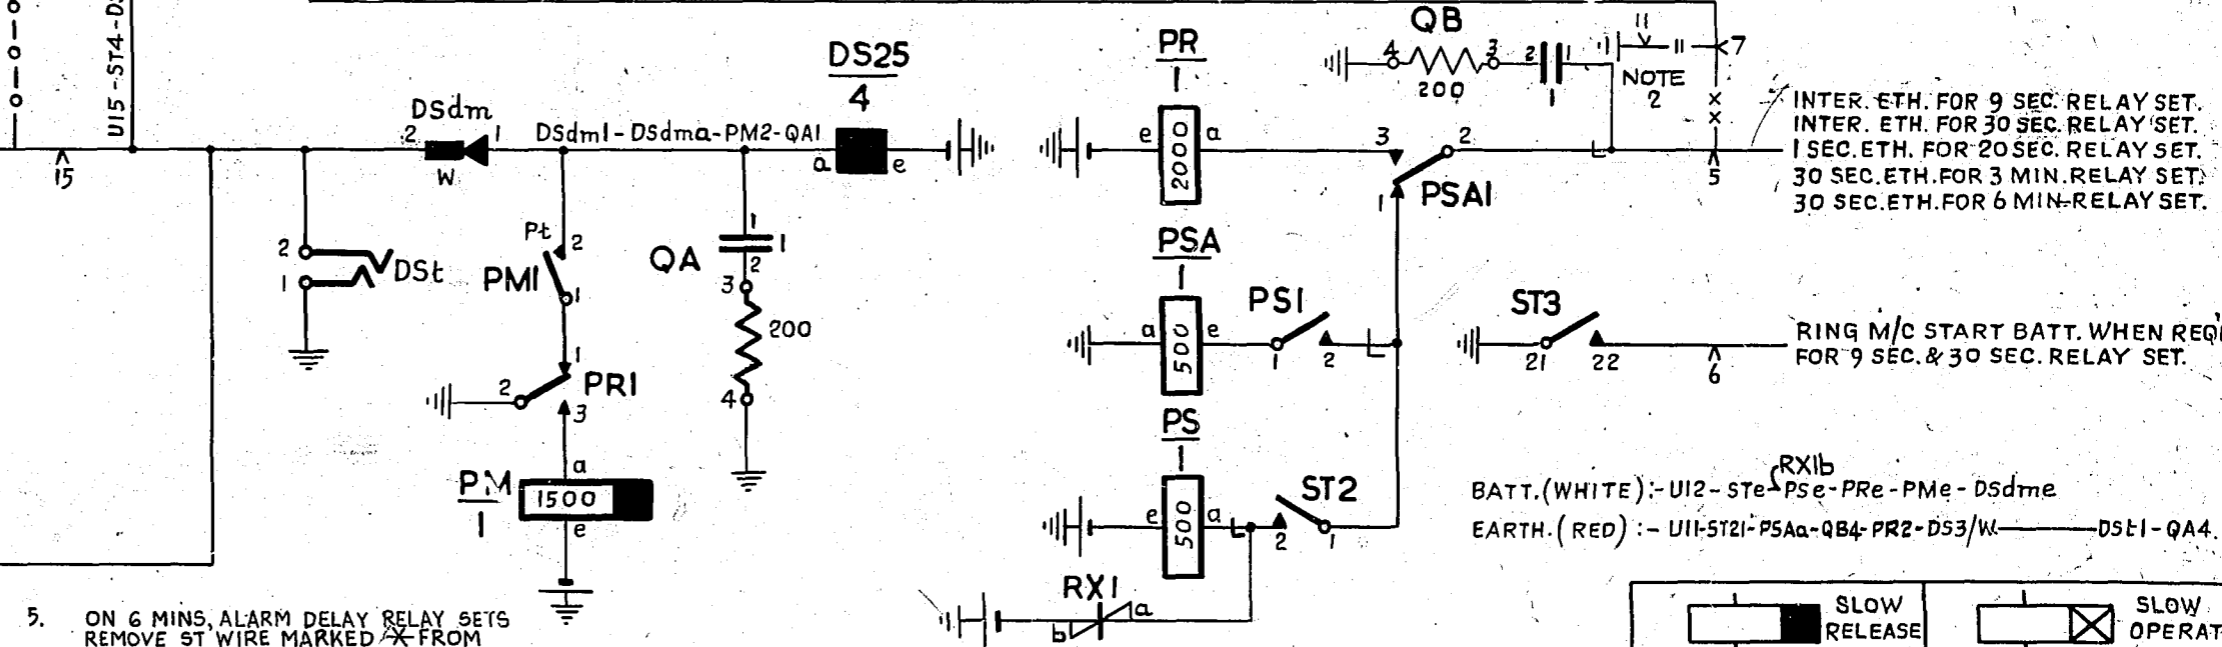 U15-ST4-DS
15
DSdm
2
1
W
DSdm1-DSdma-PM2-QA1
DS25
4
a
e
2
1
DSt
Pt
2
PM1
1
1
2
PR1
3
PM
1
a
1500
e
QA
1
1
2
3
200
4
PR
1
e
2000
a
QB
4
3
200
2
1
1
11
11
7
NOTE
2
3
2
1
PSA1
5
INTER. ETH. FOR 9 SEC. RELAY SET.
INTER. ETH. FOR 30 SEC. RELAY SET.
1 SEC. ETH. FOR 20 SEC. RELAY SET.
30 SEC. ETH. FOR 3 MIN. RELAY SET.
30 SEC. ETH. FOR 6 MIN. RELAY SET.
PSA
1
a
500
e
PS1
1
2
ST3
21
22
6
RING M/C START BATT. WHEN REQ'
FOR 9 SEC. & 30 SEC. RELAY SET.
PS
1
e
500
a
ST2
2
1
RX1
b
a
RX1b
BATT. (WHITE):- U12-STe-PSe-PRe-PMe-DSdme
EARTH. (RED) :- U11-ST21-PSAa-QB4-PR2-DS3/W-DSt1-QA4.
5. ON 6 MINS, ALARM DELAY RELAY SETS
REMOVE ST WIRE MARKED X FROM
SLOW
RELEASE
SLOW
OPERAT